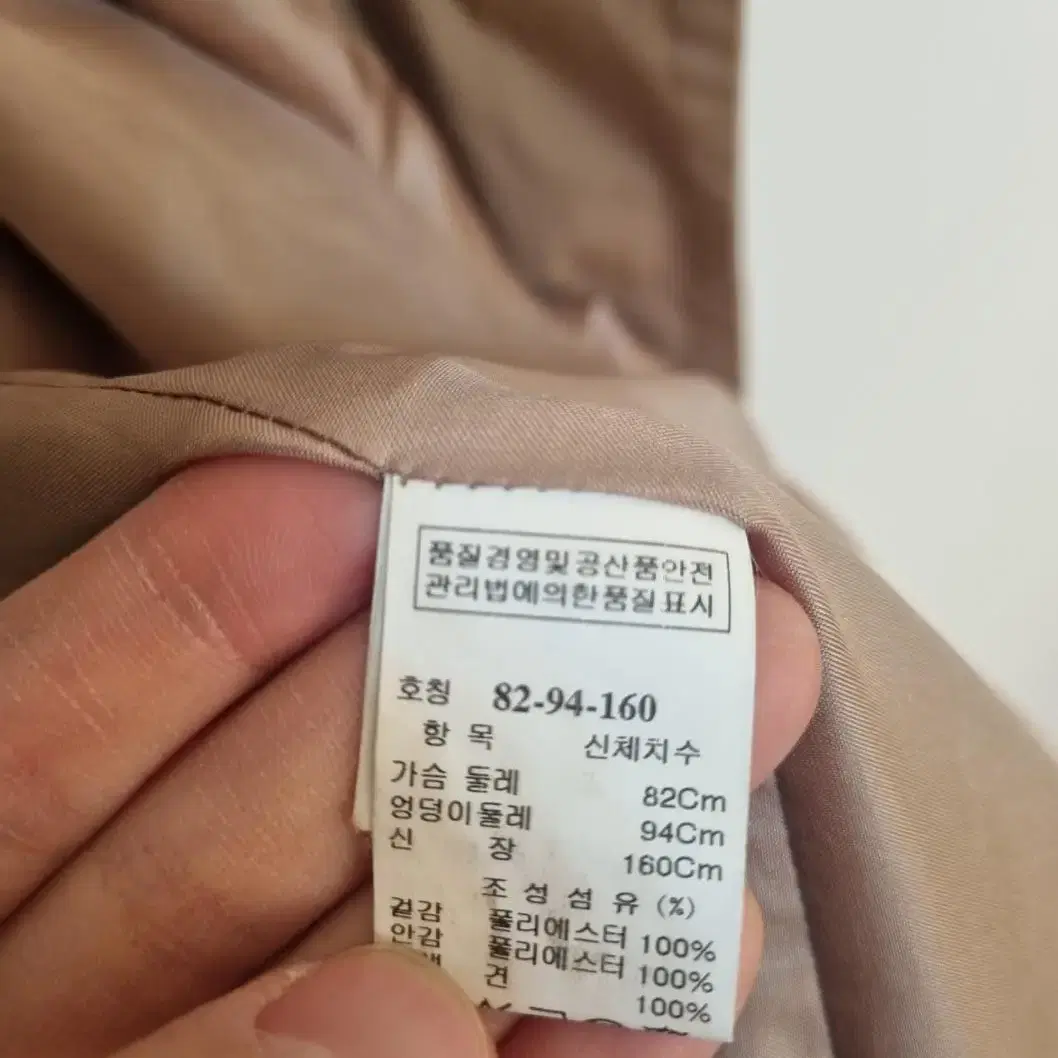 품질경영및공산품안전
관리법에의한품질표시
호칭 82-94-160
항 목 신체치수
가슴 둘레 82Cm
엉덩이둘레 94Cm
신 장 160Cm
조 성 섬 유 (%)
겉감 폴리에스터 100%
안감 폴리에스터 100%
견 100%